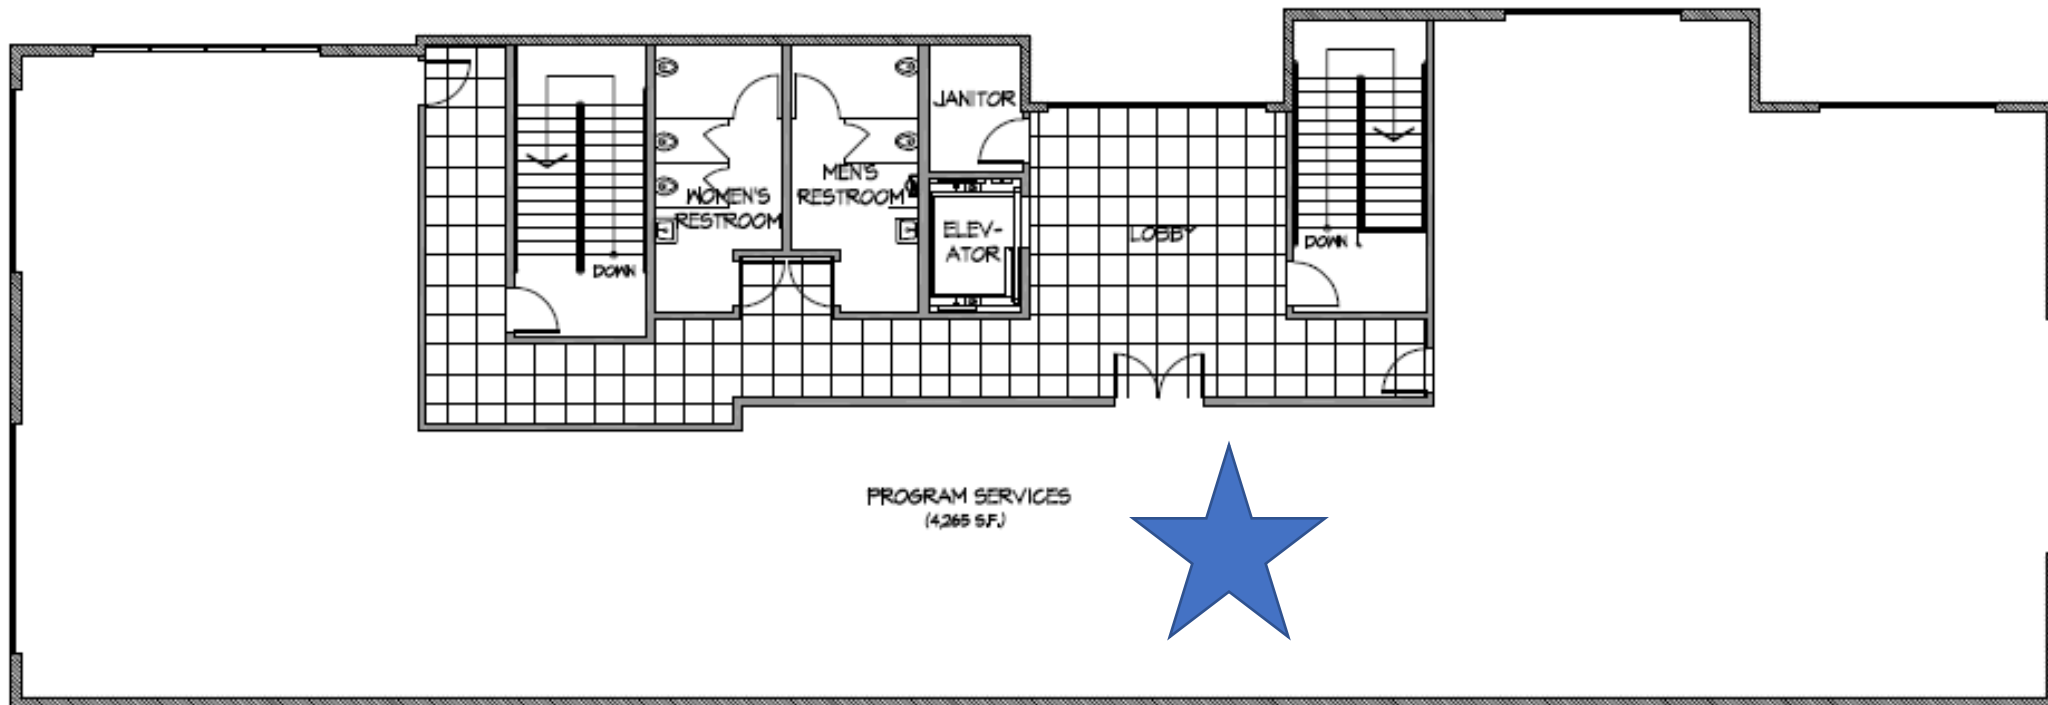 JANITOR
MEN'S
RESTROOM
WOMEN'S
RESTROOM
ELEV-
ATOR
LOBBY
DOWN
DOWN
PROGRAM SERVICES
(4,265 S.F.)